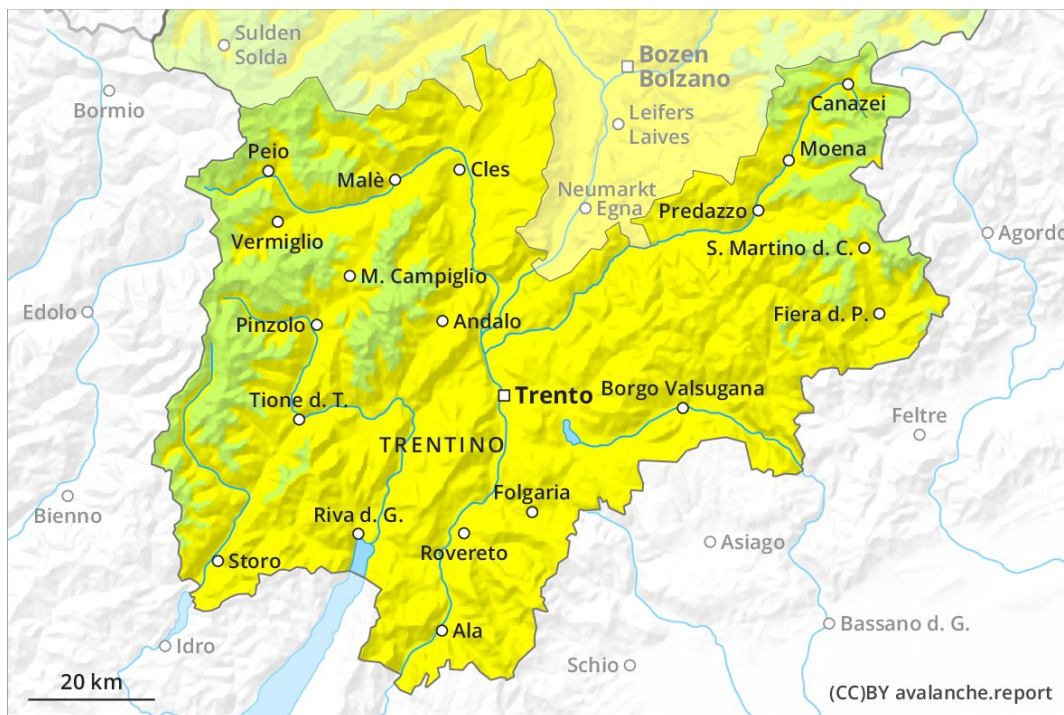 Sulden
Solda
Bozen
Bolzano
Bormio
Canazei
Leifers
Laives
Moena
Peio
Malè
Cles
Neumarkt
Egna
Predazzo
Vermiglio
S. Martino d. C.
Agordo
M. Campiglio
Edolo
Pinzolo
Andalo
Fiera d. P.
Trento
Borgo Valsugana
Tione d. T.
Feltre
TRENTINO
Folgaria
Bienno
Riva d. G.
Rovereto
Asiago
Storo
Ala
Bassano d. G.
Idro
Schio
20 km
(CC)BY avalanche.report